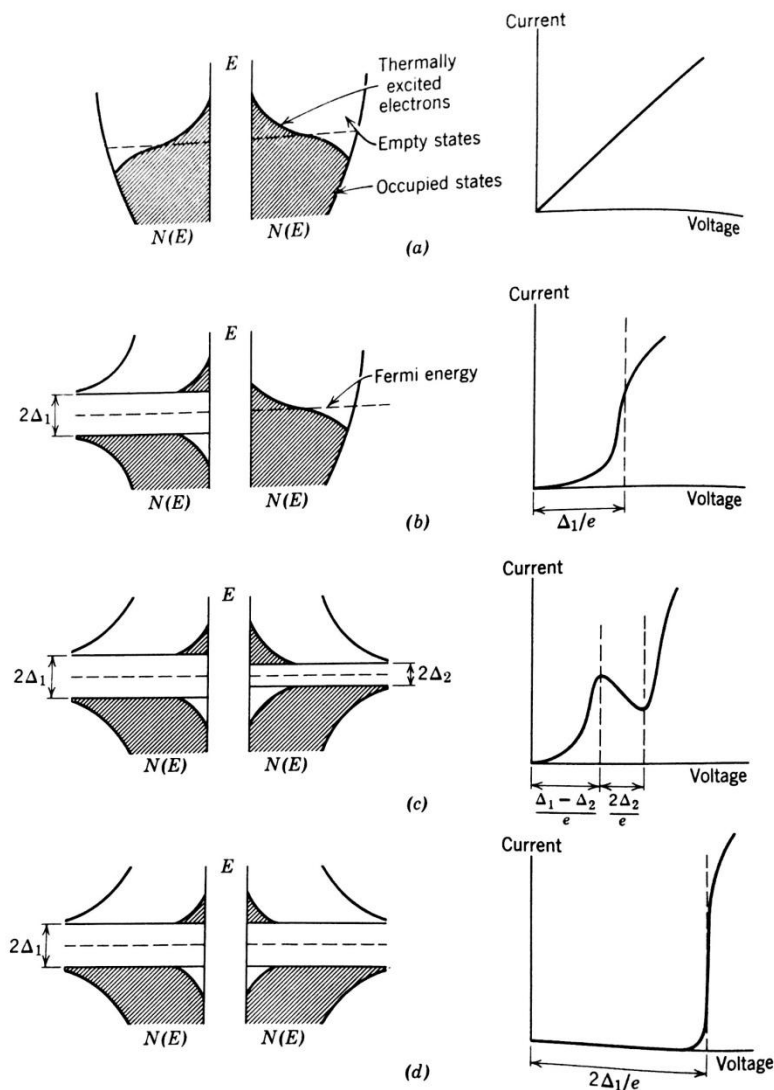 E
Thermally
excited
electrons
Empty states
Occupied states
N(E)
N(E)
Current
Voltage
(a)
E
2Δ₁
Fermi energy
N(E)
N(E)
Current
Voltage
Δ₁/e
(b)
E
2Δ₁
2Δ₂
N(E)
N(E)
Current
Voltage
Δ₁ − Δ₂
e
2Δ₂
e
(c)
E
2Δ₁
N(E)
N(E)
Current
Voltage
2Δ₁/e
(d)